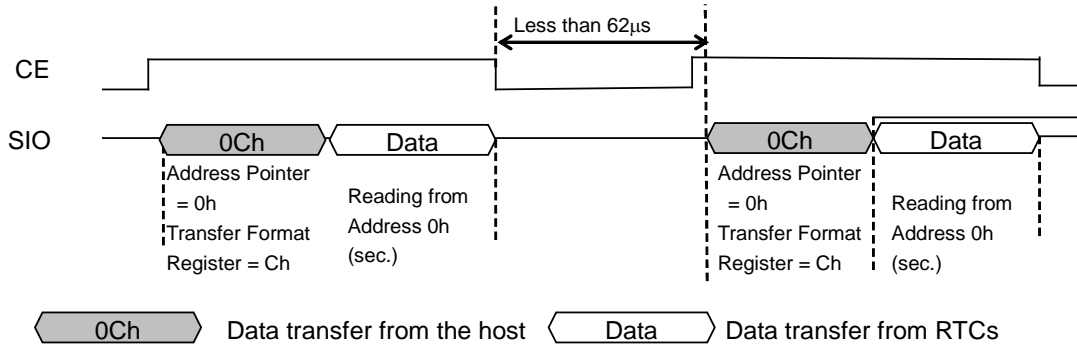 Less than 62μs
CE
SIO
0Ch
Data
0Ch
Data
Address Pointer
= 0h
Transfer Format
Register = Ch
Reading from
Address 0h
(sec.)
Address Pointer
= 0h
Transfer Format
Register = Ch
Reading from
Address 0h
(sec.)
0Ch Data transfer from the host Data Data transfer from RTCs